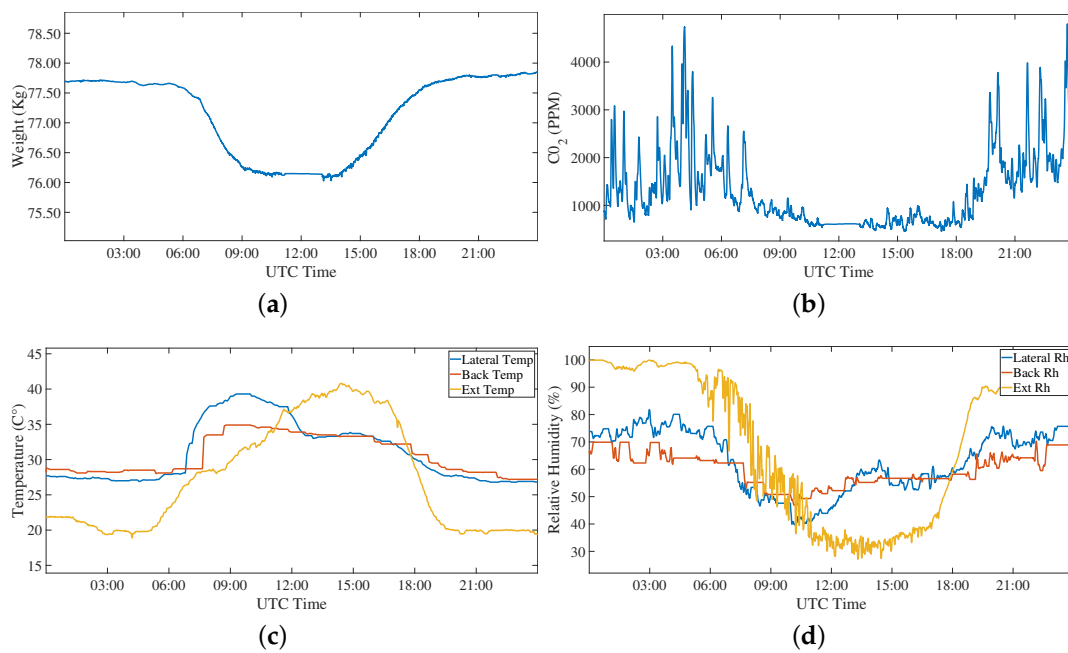 78.50
78.00
77.50
77.00
76.50
76.00
75.50
Weight (Kg)
03:00 06:00 09:00 12:00 15:00 18:00 21:00
UTC Time
(a)
4000
3000
2000
1000
C0₂ (PPM)
03:00 06:00 09:00 12:00 15:00 18:00 21:00
UTC Time
(b)
45
40
35
30
25
20
15
Temperature (C°)
Lateral Temp
Back Temp
Ext Temp
03:00 06:00 09:00 12:00 15:00 18:00 21:00
UTC Time
(c)
100
90
80
70
60
50
40
30
Relative Humidity (%)
Lateral Rh
Back Rh
Ext Rh
03:00 06:00 09:00 12:00 15:00 18:00 21:00
UTC Time
(d)